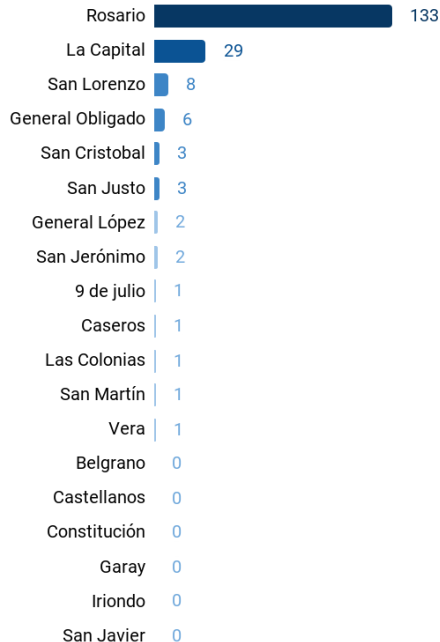 Rosario 133
La Capital 29
San Lorenzo 8
General Obligado 6
San Cristobal 3
San Justo 3
General López 2
San Jerónimo 2
9 de julio 1
Caseros 1
Las Colonias 1
San Martín 1
Vera 1
Belgrano 0
Castellanos 0
Constitución 0
Garay 0
Iriondo 0
San Javier 0